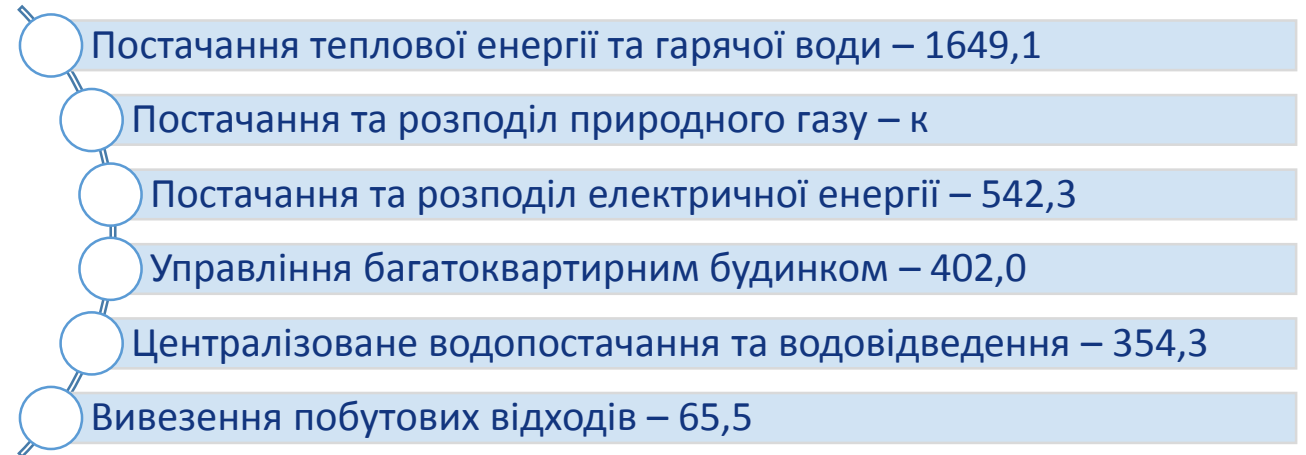 Постачання теплової енергії та гарячої води – 1649,1
Постачання та розподіл природного газу – к
Постачання та розподіл електричної енергії – 542,3
Управління багатоквартирним будинком – 402,0
Централізоване водопостачання та водовідведення – 354,3
Вивезення побутових відходів – 65,5